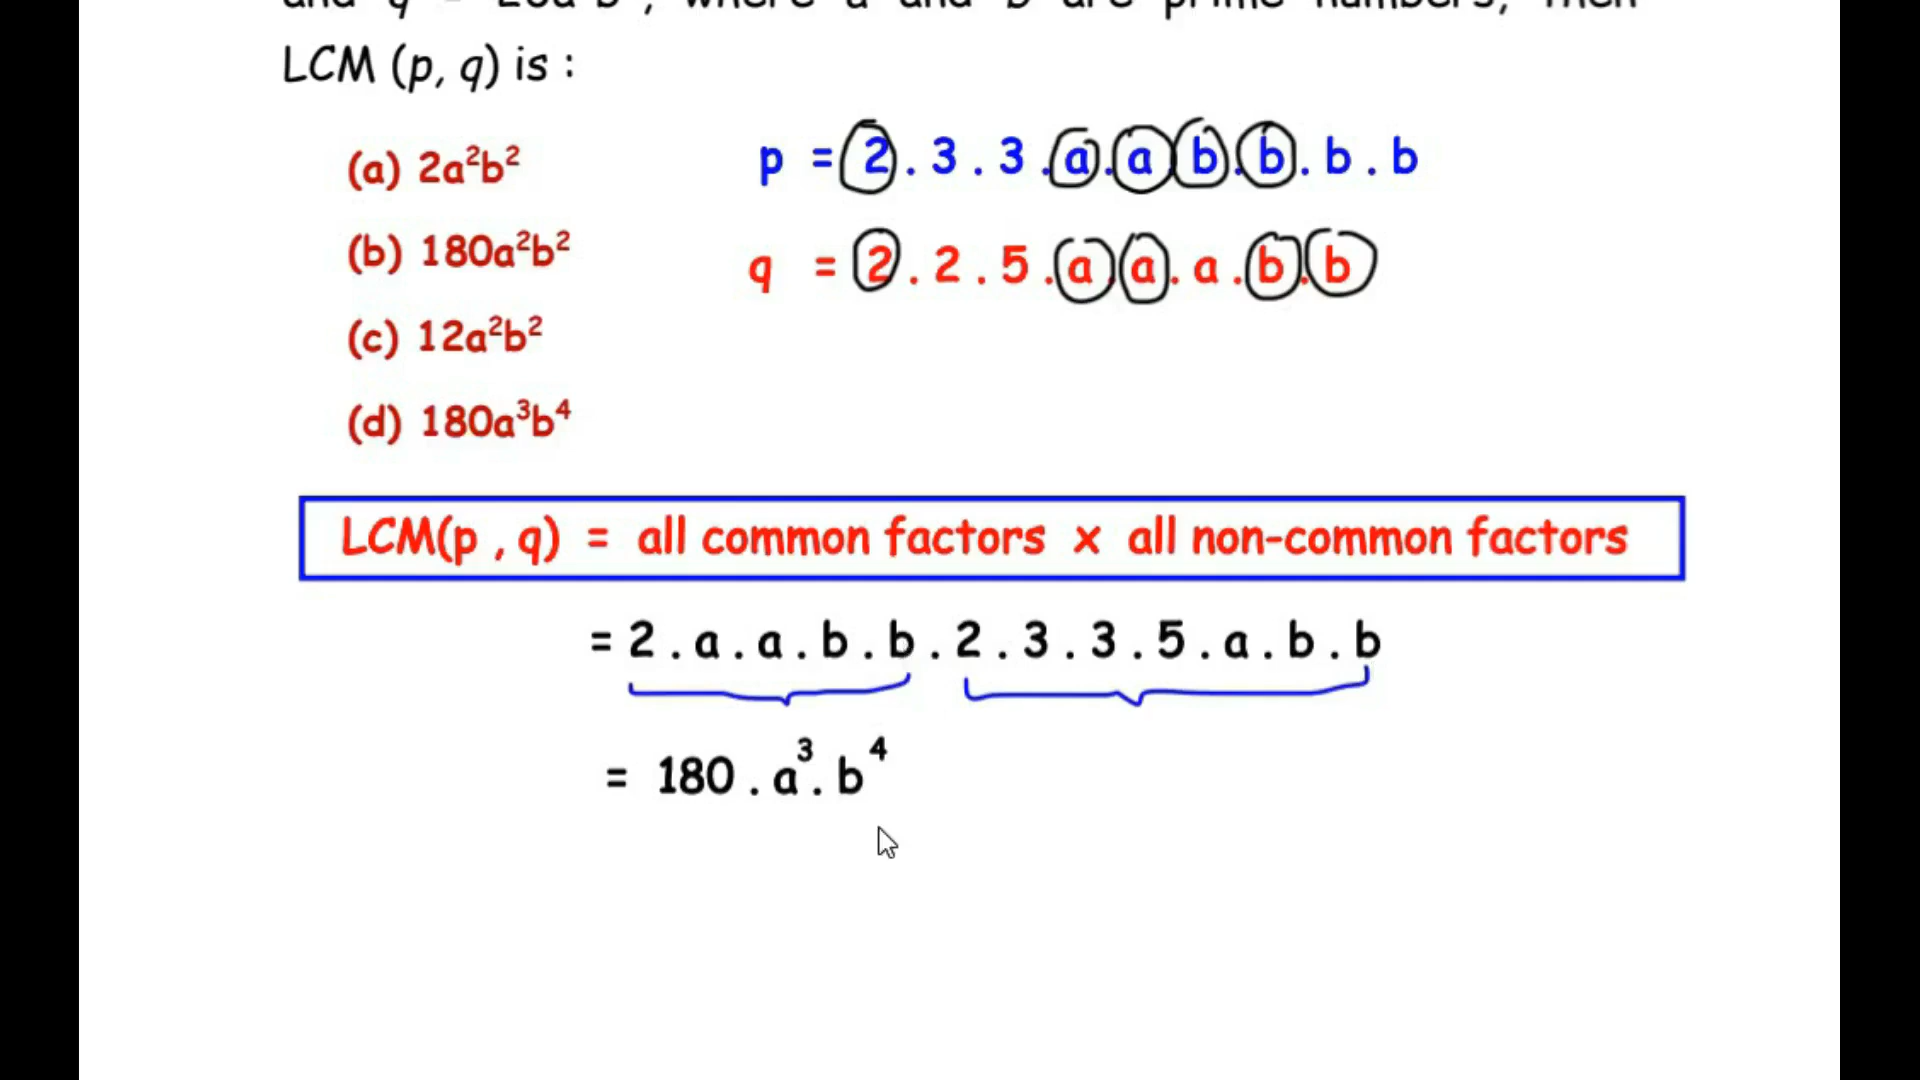 LCM (p, q) is :
(a) 2a²b²
(b) 180a²b²
(c) 12a²b²
(d) 180a³b⁴
p = 2 . 3 . 3 . a . a . b . b . b . b
q = 2 . 2 . 5 . a . a . a . b . b
LCM(p , q) = all common factors x all non-common factors
= 2 . a . a . b . b . 2 . 3 . 3 . 5 . a . b . b
= 180 . a³ . b⁴